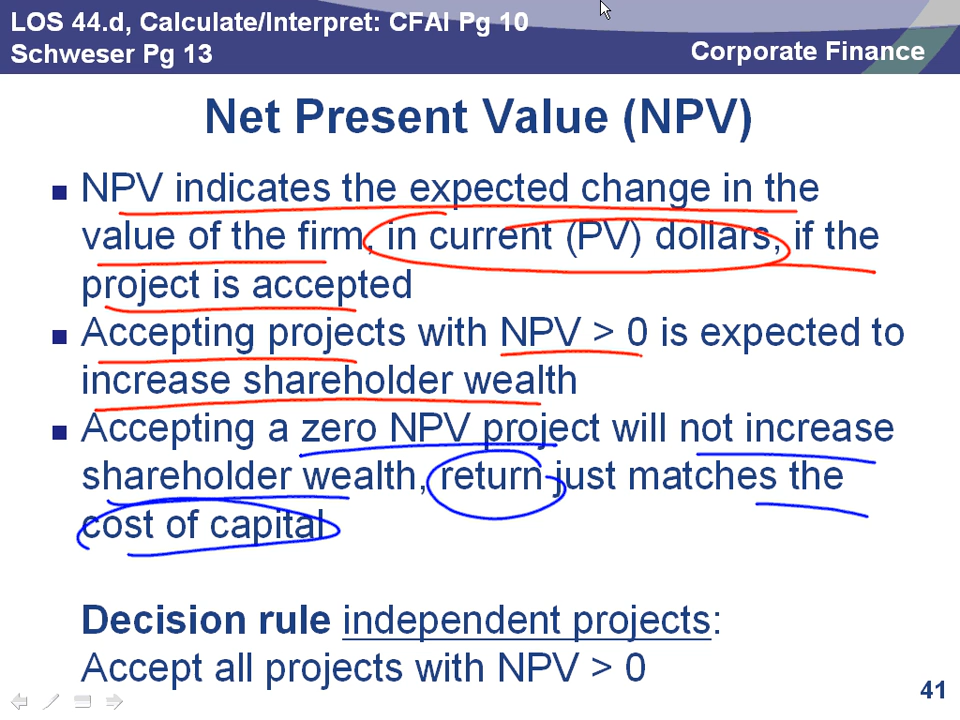 LOS 44.d, Calculate/Interpret: CFAI Pg 10
Schweser Pg 13
Corporate Finance
Net Present Value (NPV)
▪ NPV indicates the expected change in the
value of the firm, in current (PV) dollars, if the
project is accepted
▪ Accepting projects with NPV > 0 is expected to
increase shareholder wealth
▪ Accepting a zero NPV project will not increase
shareholder wealth, return just matches the
cost of capital
Decision rule independent projects:
Accept all projects with NPV > 0
41